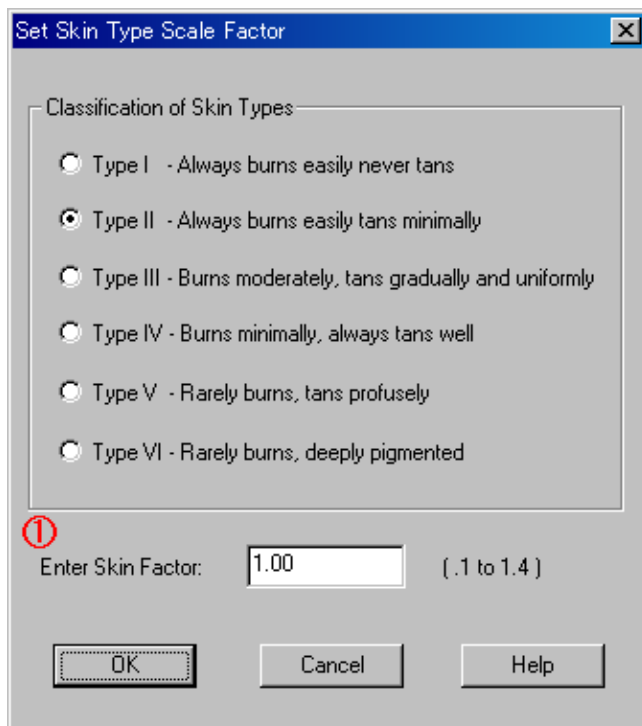 Set Skin Type Scale Factor
Classification of Skin Types
Type I - Always burns easily never tans
Type II - Always burns easily tans minimally
Type III - Burns moderately, tans gradually and uniformly
Type IV - Burns minimally, always tans well
Type V - Rarely burns, tans profusely
Type VI - Rarely burns, deeply pigmented
①
Enter Skin Factor: 1.00 ( .1 to 1.4 )
OK Cancel Help